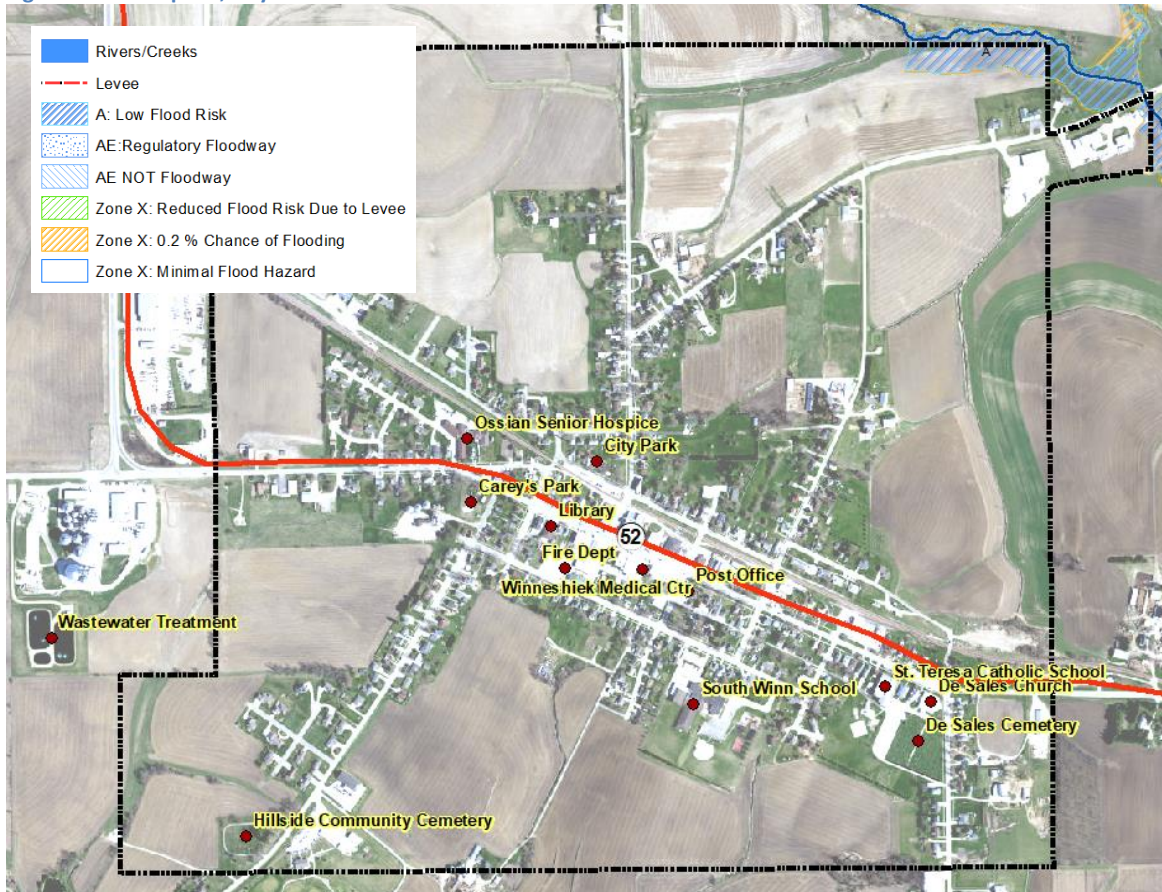 Rivers/Creeks
Levee
A: Low Flood Risk
AE:Regulatory Floodway
AE NOT Floodway
Zone X: Reduced Flood Risk Due to Levee
Zone X: 0.2 % Chance of Flooding
Zone X: Minimal Flood Hazard
A
Ossian Senior Hospice
City Park
Carey's Park
Library
52
Fire Dept
Post Office
Winneshiek Medical Ctr
Wastewater Treatment
St. Teresa Catholic School
South Winn School
De Sales Church
De Sales Cemetery
Hillside Community Cemetery